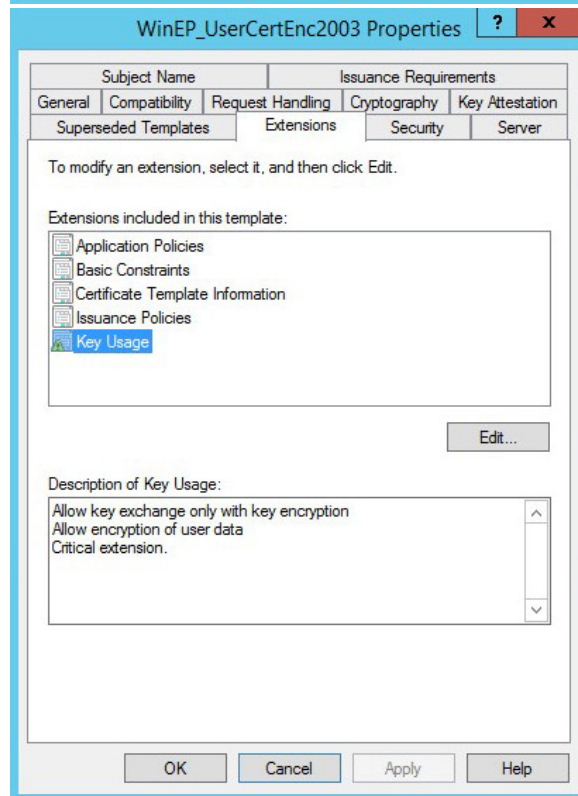 WinEP_UserCertEnc2003 Properties ? x
Subject Name Issuance Requirements
General Compatibility Request Handling Cryptography Key Attestation
Superseded Templates Extensions Security Server
To modify an extension, select it, and then click Edit.
Extensions included in this template:
Application Policies
Basic Constraints
Certificate Template Information
Issuance Policies
Key Usage
Edit...
Description of Key Usage:
Allow key exchange only with key encryption
Allow encryption of user data
Critical extension.
OK Cancel Apply Help